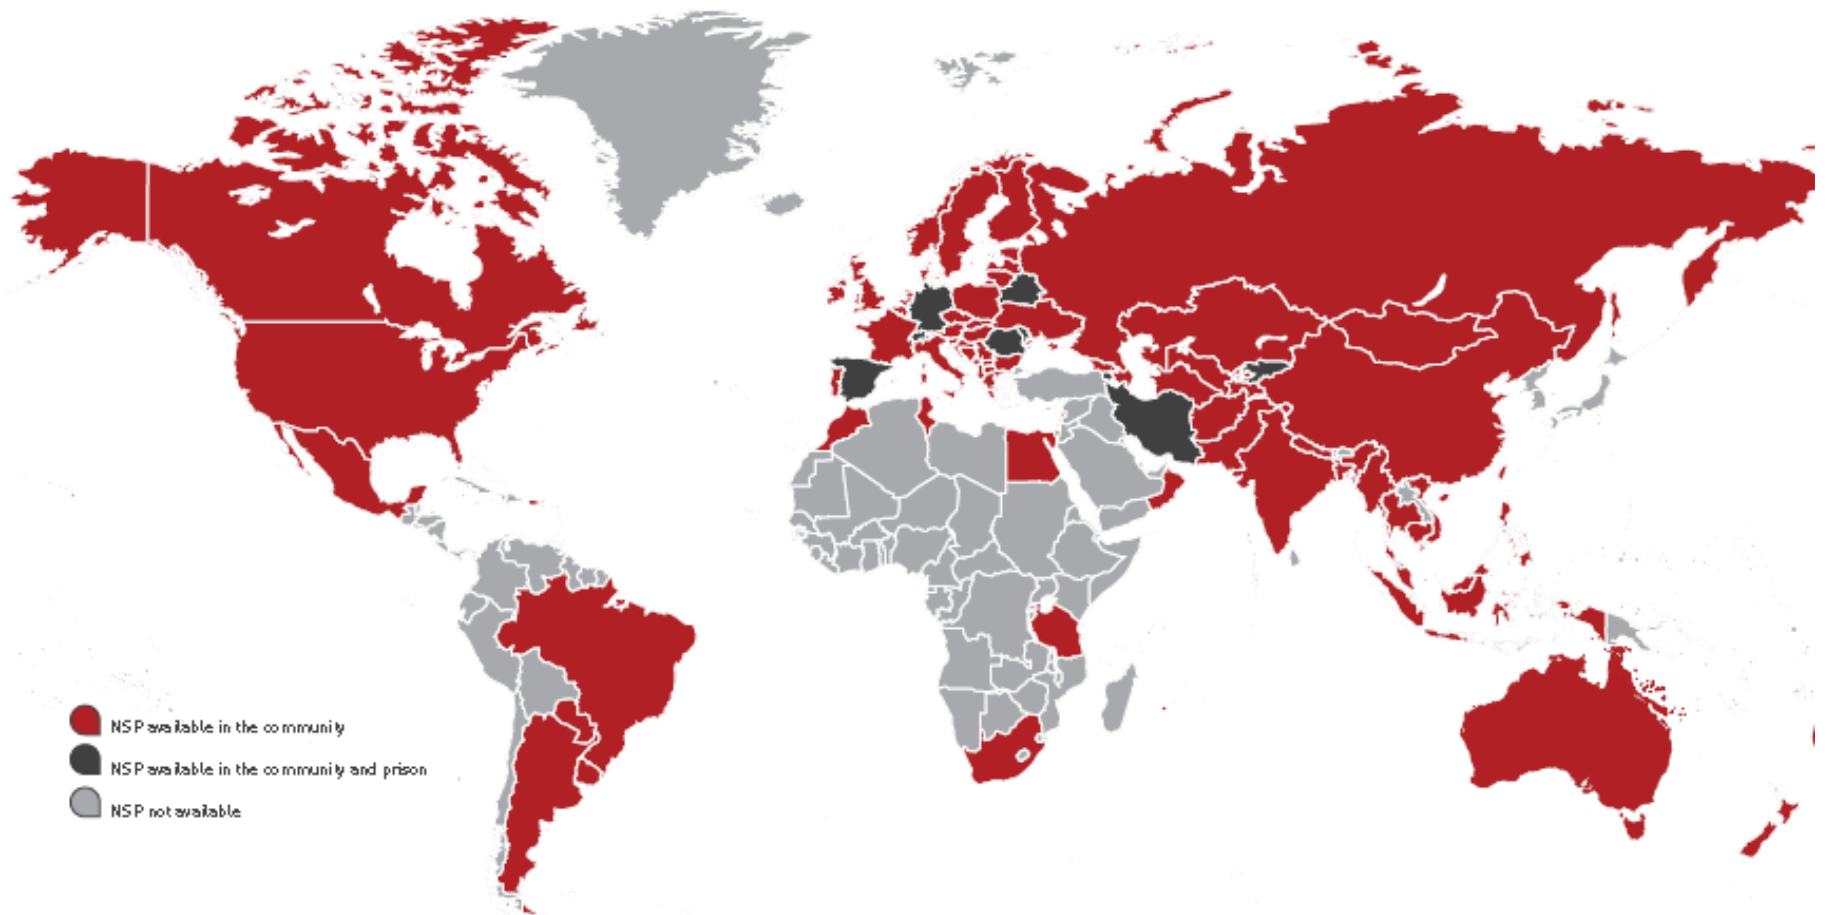 NSP available in the community
NSP available in the community and prison
NSP not available